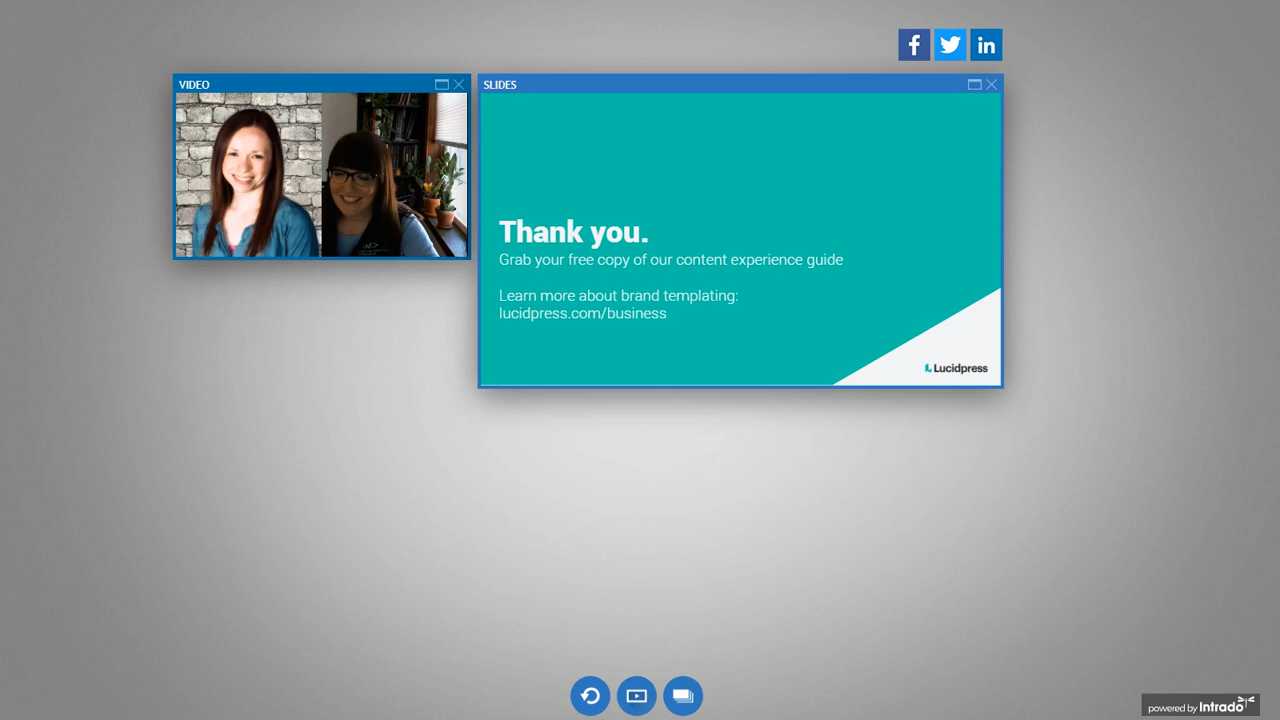 VIDEO
SLIDES
Thank you.
Grab your free copy of our content experience guide
Learn more about brand templating:
lucidpress.com/business
Lucidpress
powered by Intrado